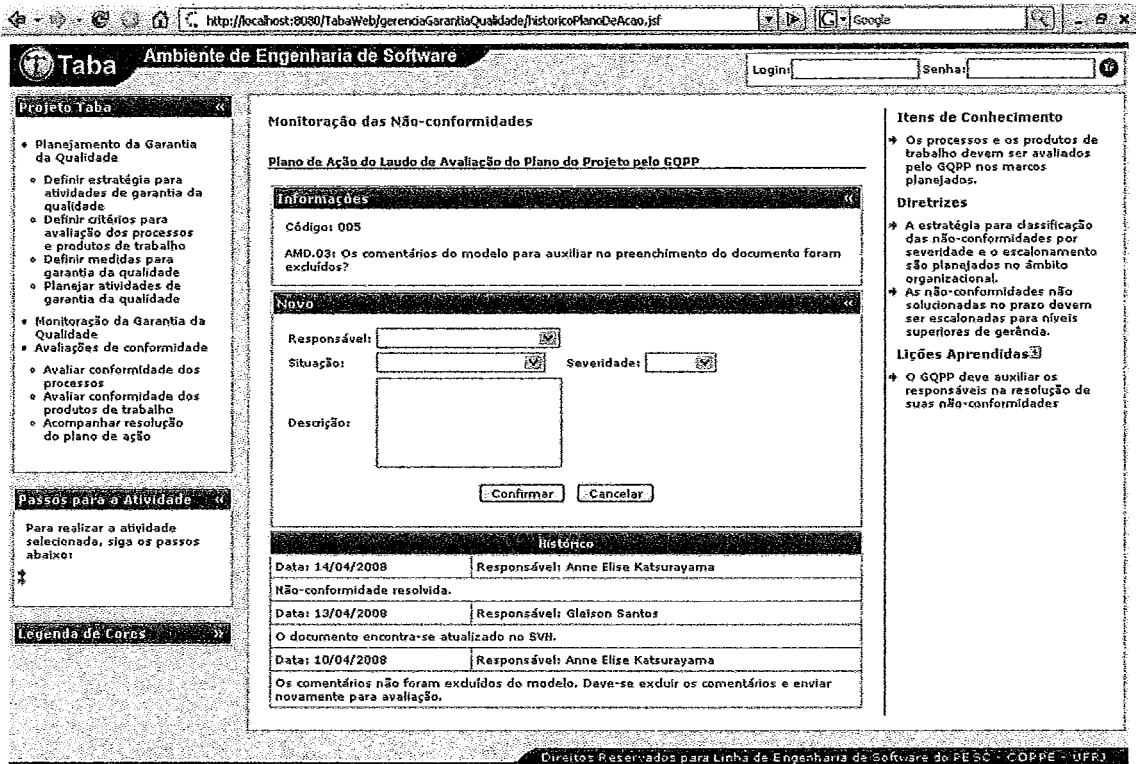 http://localhost:8080/TabaWeb/gerenciaGarantiaQualidade/historicoPlanoDeAcao.jsf
Google
Taba
Ambiente de Engenharia de Software
Login:
Senha:
Ir
Projeto Taba
Planejamento da Garantia
da Qualidade
Definir estratégia para
atividades de garantia da
qualidade
Definir critérios para
avaliação dos processos
e produtos de trabalho
Definir medidas para
garantia da qualidade
Planejar atividades de
garantia da qualidade
Monitoração da Garantia da
Qualidade
Avaliações de conformidade
Avaliar conformidade dos
processos
Avaliar conformidade dos
produtos de trabalho
Acompanhar resolução
do plano de ação
Passos para a Atividade
Para realizar a atividade
selecionada, siga os passos
abaixo:
Legenda de Cores
Monitoração das Não-conformidades
Plano de Ação do Laudo de Avaliação do Plano do Projeto pelo GQPP
Informações
Código: 005
AMD.03: Os comentários do modelo para auxiliar no preenchimento do documento foram
excluídos?
Novo
Responsável:
Situação:
Severidade:
Descrição:
Confirmar
Cancelar
Histórico
Data: 14/04/2008 Responsável: Anne Elise Katsurayama
Não-conformidade resolvida.
Data: 13/04/2008 Responsável: Gleison Santos
O documento encontra-se atualizado no SVN.
Data: 10/04/2008 Responsável: Anne Elise Katsurayama
Os comentários não foram excluídos do modelo. Deve-se excluir os comentários e enviar
novamente para avaliação.
Itens de Conhecimento
Os processos e os produtos de
trabalho devem ser avaliados
pelo GQPP nos marcos
planejados.
Diretrizes
A estratégia para classificação
das não-conformidades por
severidade e o escalonamento
são planejados no âmbito
organizacional.
As não-conformidades não
solucionadas no prazo devem
ser escalonadas para níveis
superiores de gerência.
Lições Aprendidas
O GQPP deve auxiliar os
responsáveis na resolução de
suas não-conformidades
Direitos Reservados para Linha de Engenharia de Software do PESC - COPPE - UFRJ